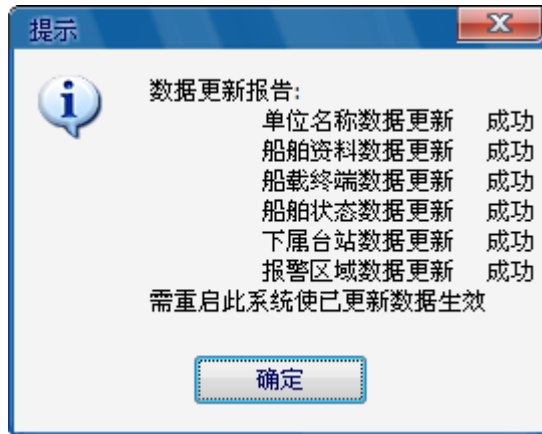 提示
数据更新报告:
单位名称数据更新 成功
船舶资料数据更新 成功
船载终端数据更新 成功
船舶状态数据更新 成功
下属台站数据更新 成功
报警区域数据更新 成功
需重启此系统使已更新数据生效
确定